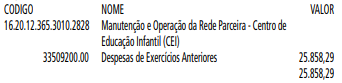 CODIGO NOME VALOR
16.20.12.365.3010.2828 Manutenção e Operação da Rede Parceira - Centro de
Educação Infantil (CEI)
33509200.00 Despesas de Exercícios Anteriores 25.858,29
25.858,29